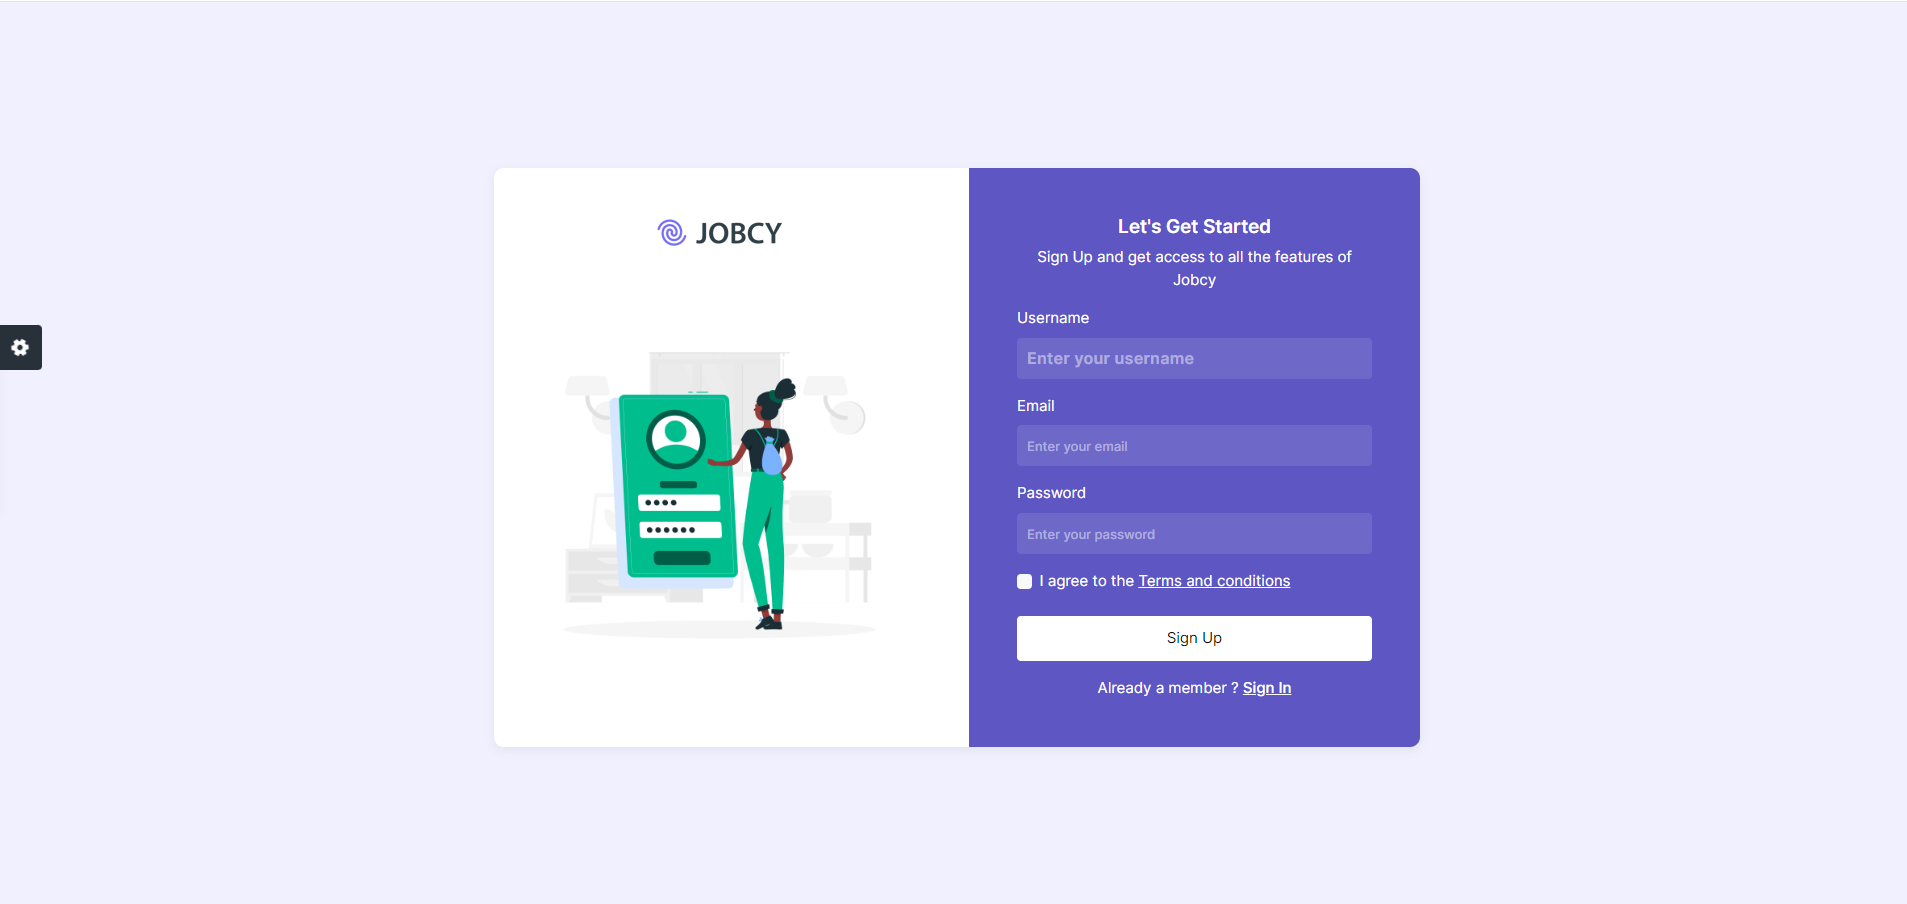 JOBCY
Let's Get Started
Sign Up and get access to all the features of
Jobcy
Username
Enter your username
Email
Enter your email
Password
Enter your password
I agree to the Terms and conditions
Sign Up
Already a member ? Sign In